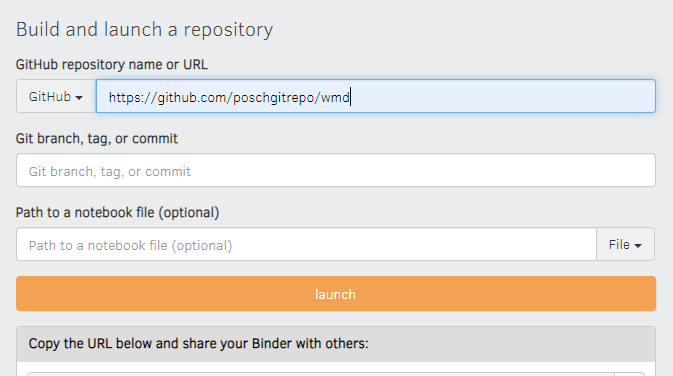 Build and launch a repository
GitHub repository name or URL
GitHub
https://github.com/poschgitrepo/wmd
Git branch, tag, or commit
Git branch, tag, or commit
Path to a notebook file (optional)
Path to a notebook file (optional)
File
launch
Copy the URL below and share your Binder with others: